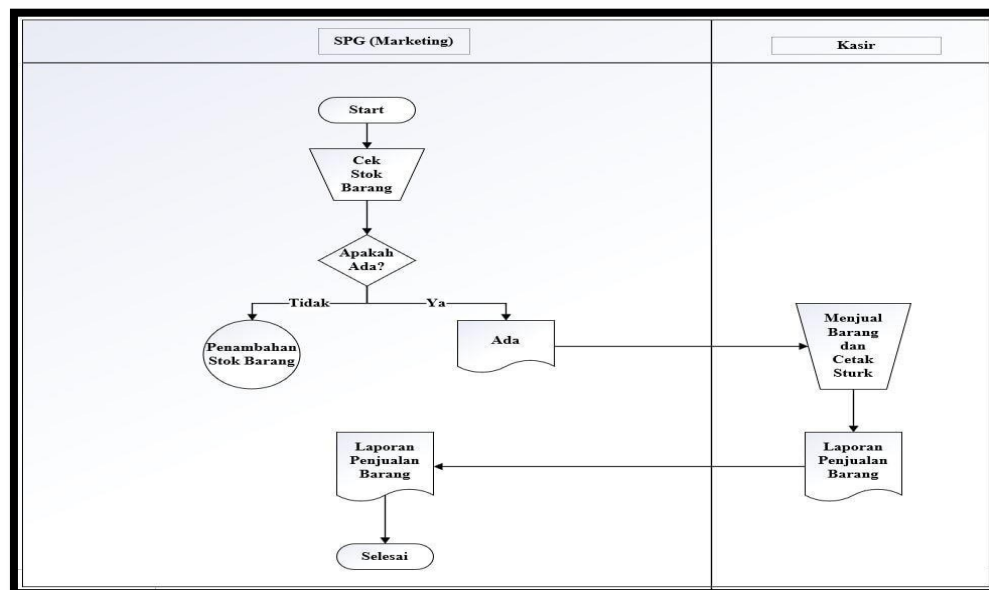 SPG (Marketing)
Kasir
Start
Cek
Stok
Barang
Apakah
Ada?
Tidak
Ya
Penambahan
Stok Barang
Ada
Menjual
Barang
dan
Cetak
Sturk
Laporan
Penjualan
Barang
Laporan
Penjualan
Barang
Selesai